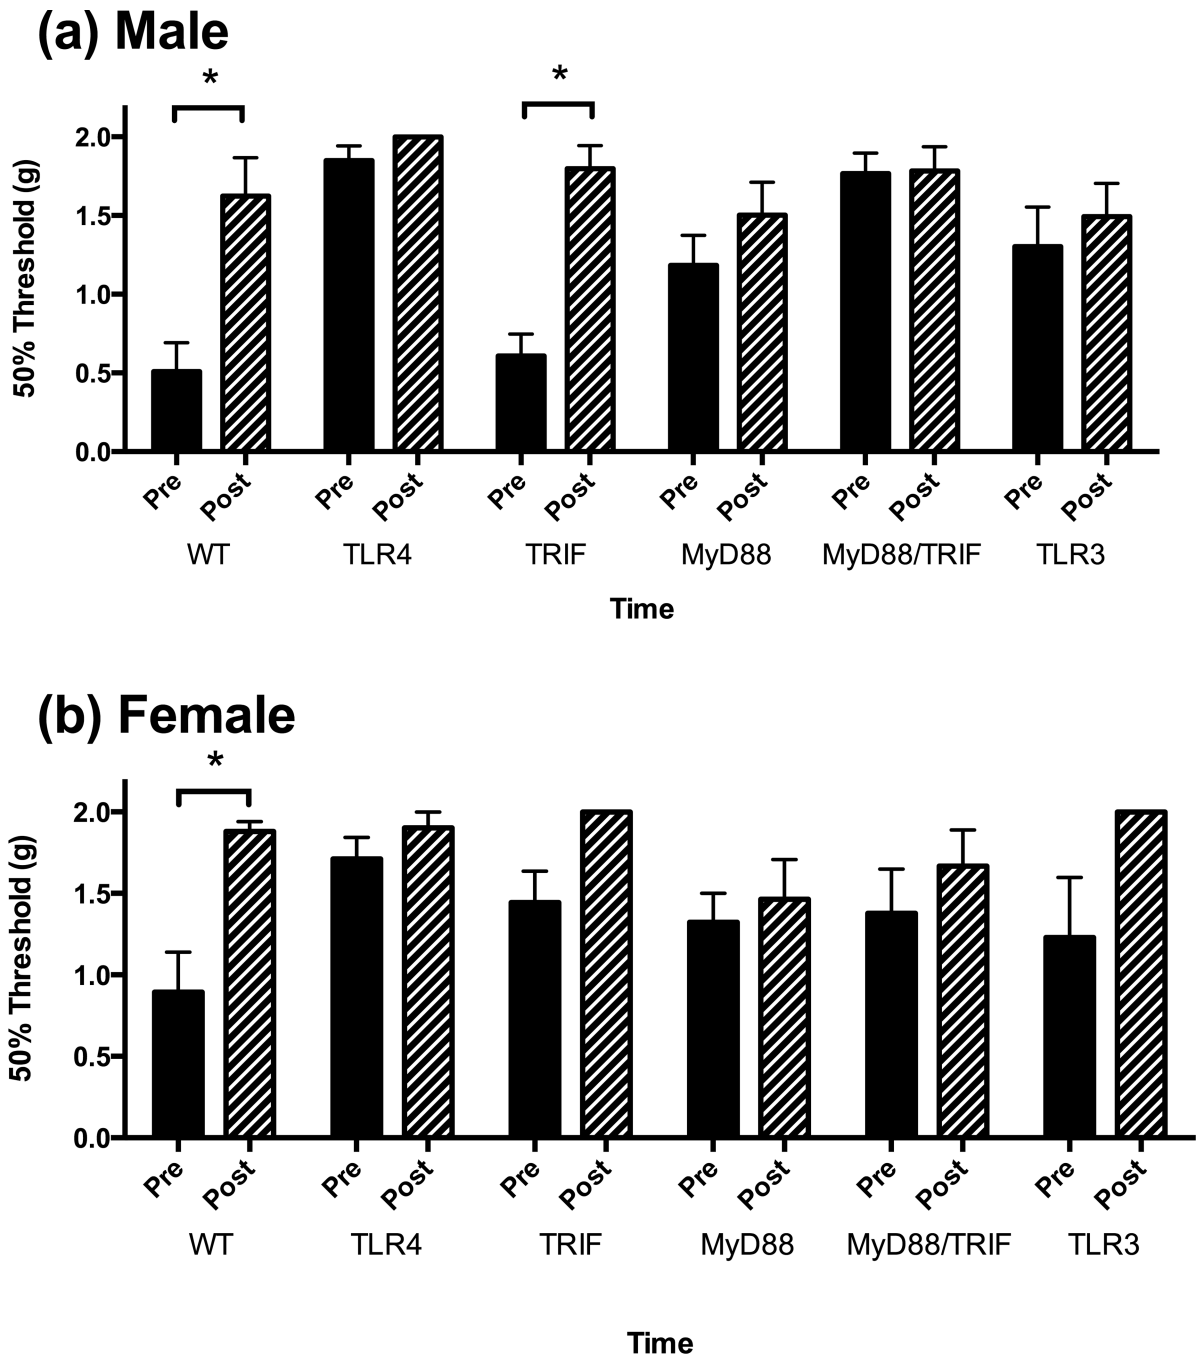 (a) Male
* *
50% Threshold (g)
2.0
1.5
1.0
0.5
0.0
Pre Post Pre Post Pre Post Pre Post Pre Post Pre Post
WT TLR4 TRIF MyD88 MyD88/TRIF TLR3
Time
(b) Female
*
50% Threshold (g)
2.0
1.5
1.0
0.5
0.0
Pre Post Pre Post Pre Post Pre Post Pre Post Pre Post
WT TLR4 TRIF MyD88 MyD88/TRIF TLR3
Time